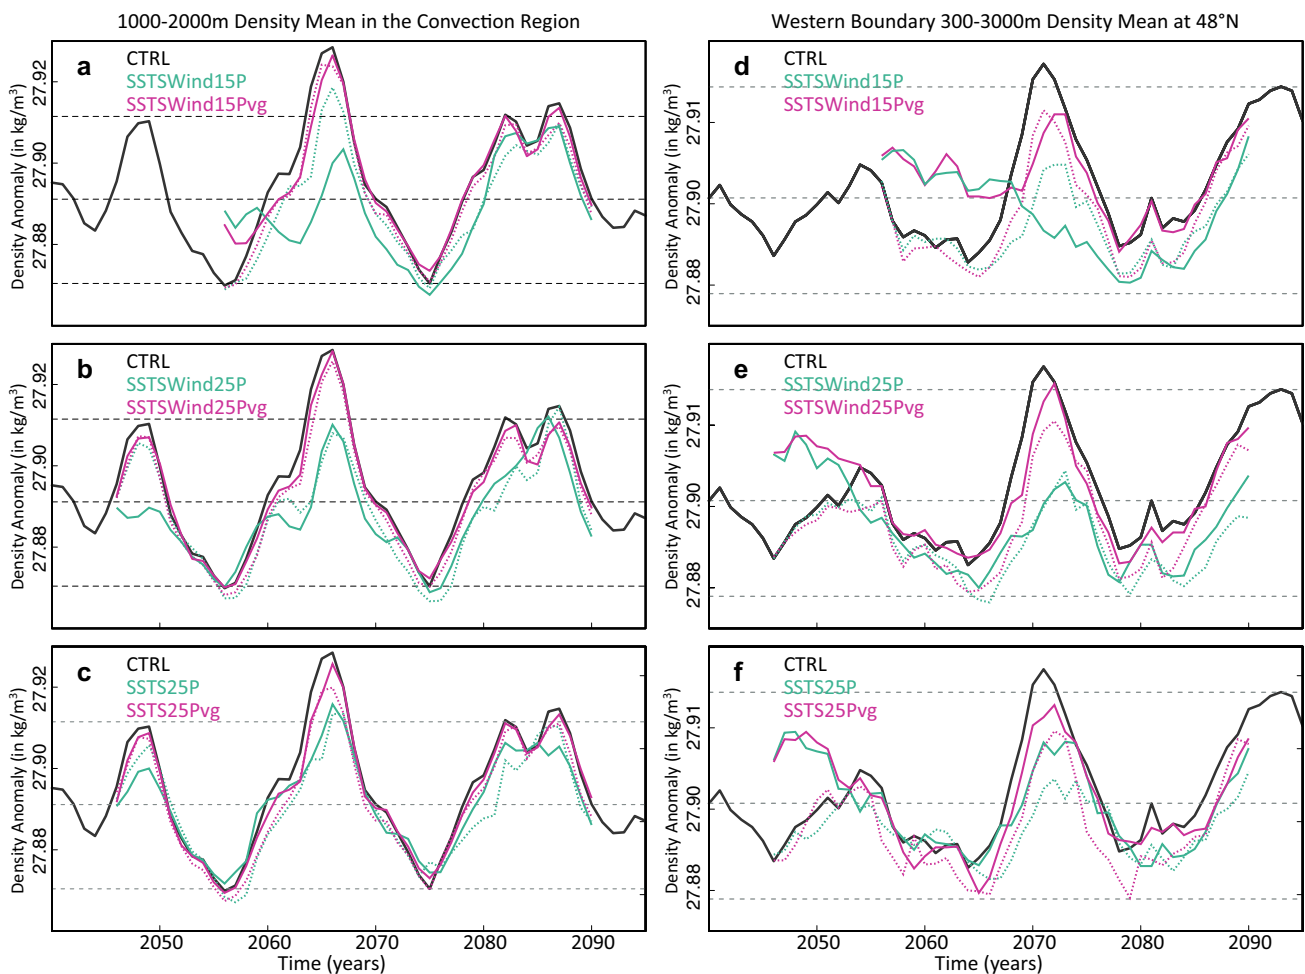 1000-2000m Density Mean in the Convection Region
Western Boundary 300-3000m Density Mean at 48°N
a
CTRL
SSTSWind15P
SSTSWind15Pvg
Density Anomaly (in kg/m³)
27.92
27.90
27.88
d
CTRL
SSTSWind15P
SSTSWind15Pvg
Density Anomaly (in kg/m³)
27.91
27.90
27.88
b
CTRL
SSTSWind25P
SSTSWind25Pvg
Density Anomaly (in kg/m³)
27.92
27.90
27.88
e
CTRL
SSTSWind25P
SSTSWind25Pvg
Density Anomaly (in kg/m³)
27.91
27.90
27.88
c
CTRL
SSTS25P
SSTS25Pvg
Density Anomaly (in kg/m³)
27.92
27.90
27.88
2050 2060 2070 2080 2090
Time (years)
f
CTRL
SSTS25P
SSTS25Pvg
Density Anomaly (in kg/m³)
27.91
27.90
27.88
2050 2060 2070 2080 2090
Time (years)